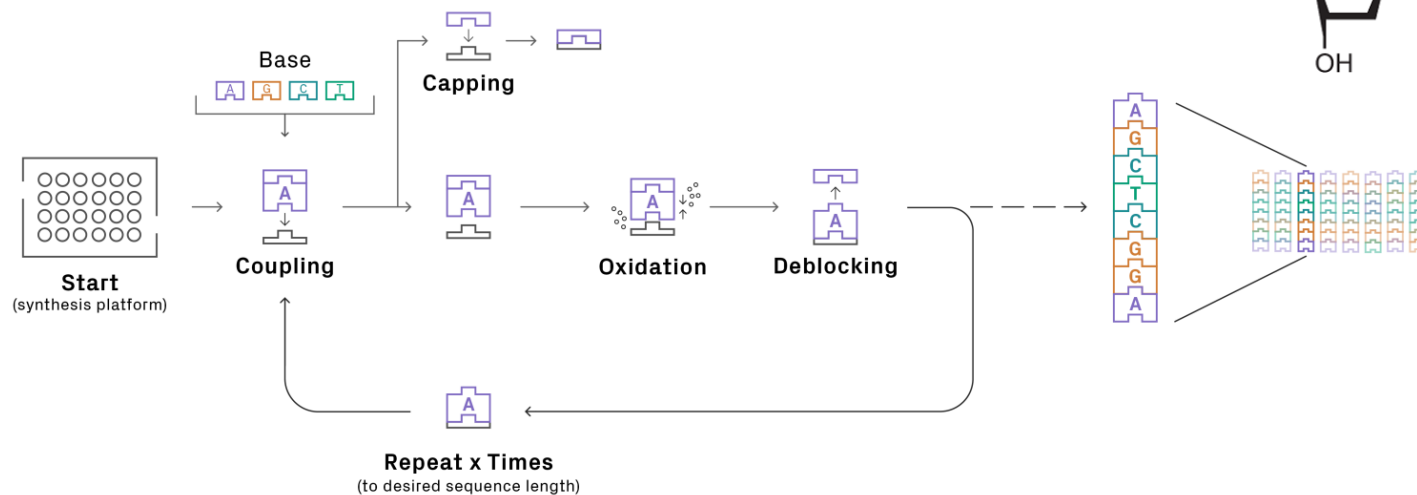 Base
A G C T
Capping
OH
Start
(synthesis platform)
A
Coupling
A
A
Oxidation
A
Deblocking
A
G
C
T
C
G
G
A
A
Repeat x Times
(to desired sequence length)